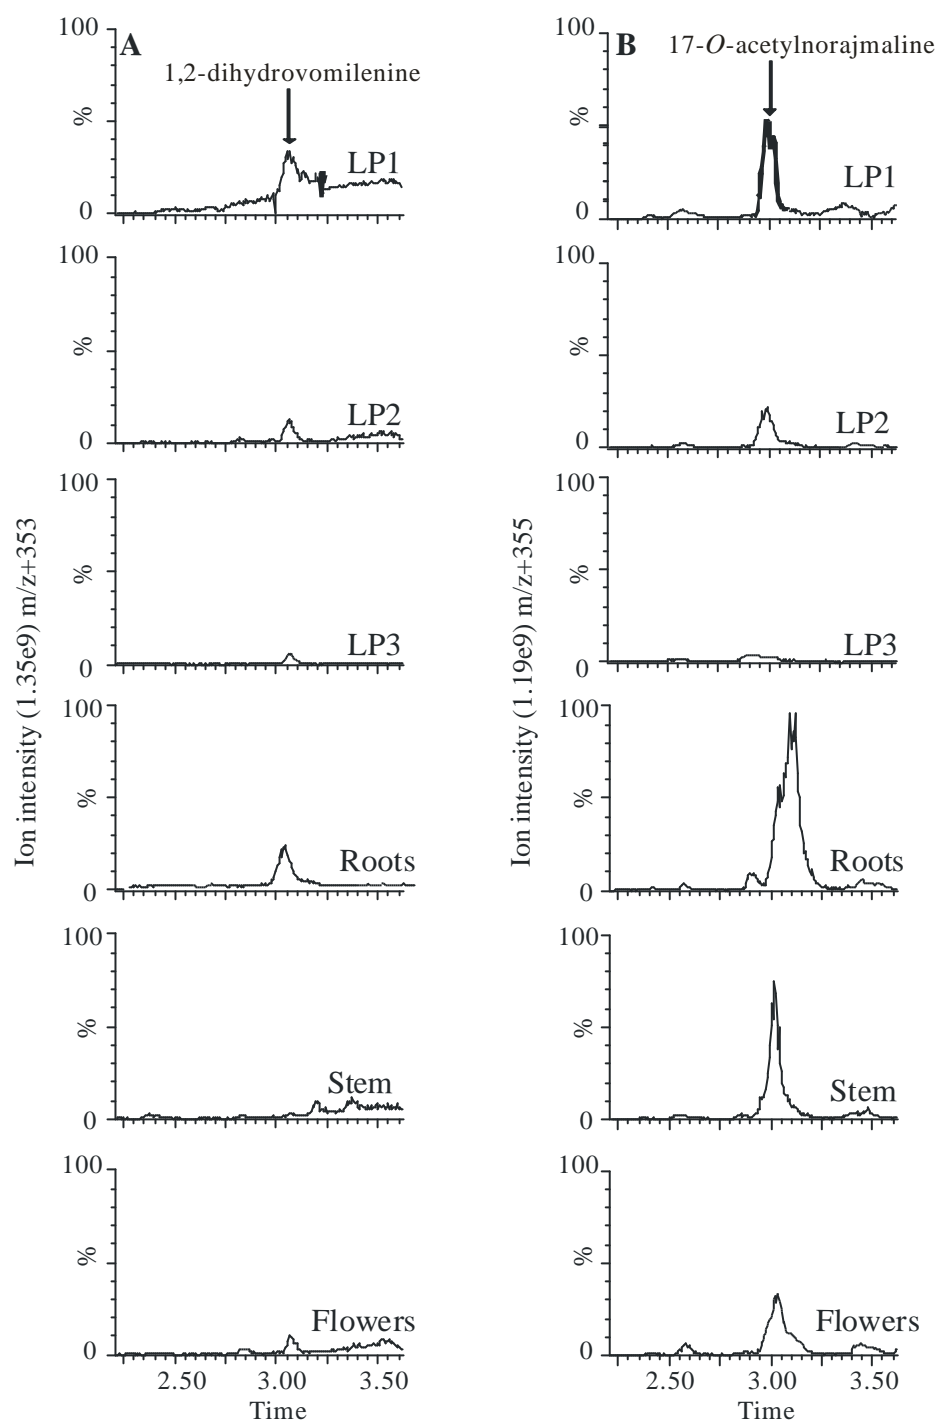 A
1,2-dihydrovomilenine
100
%
0
LP1
100
%
0
LP2
100
%
0
LP3
100
%
0
Roots
100
%
0
Stem
100
%
0
Flowers
2.50 3.00 3.50
Time
Ion intensity (1.35e9) m/z+353
B
17-O-acetylnorajmaline
100
%
0
LP1
100
%
0
LP2
100
%
0
LP3
100
%
0
Roots
100
%
0
Stem
100
%
0
Flowers
2.50 3.00 3.50
Time
Ion intensity (1.19e9) m/z+355